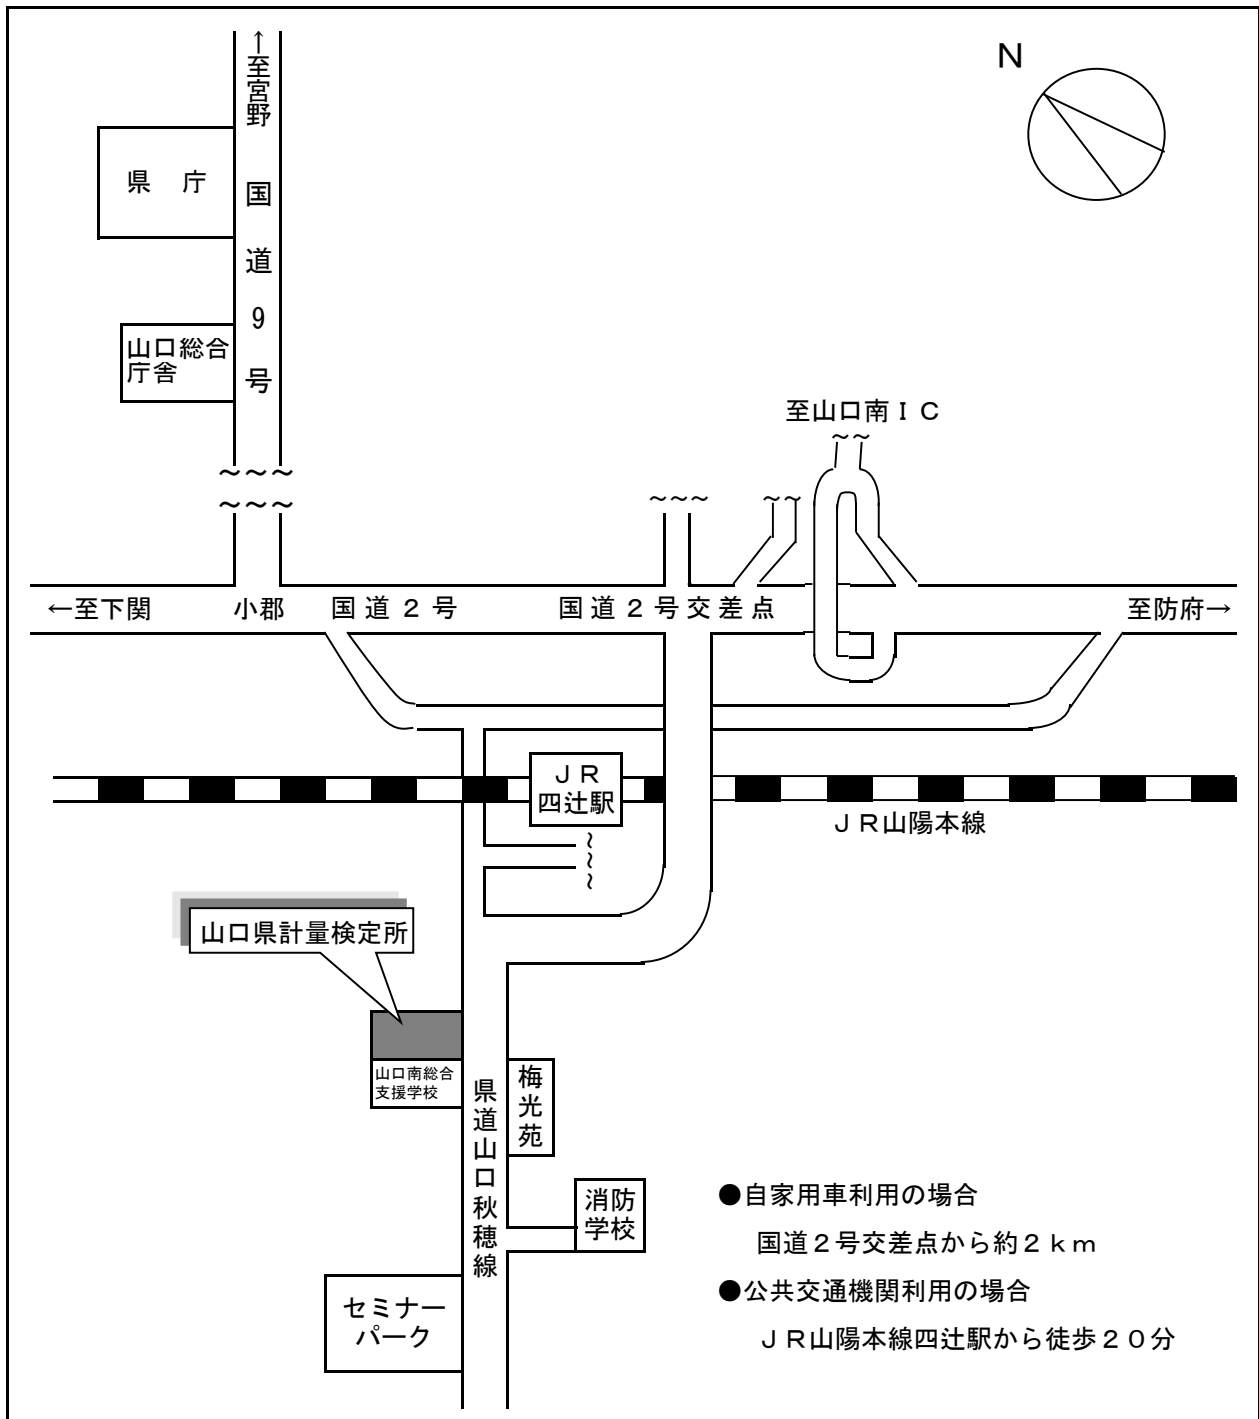 N
↑至宮野
国道9号
県 庁
山口総合
庁舎
~~~
~~~
至山口南IC
~~
~~~
~~
←至下関
小郡
国道2号
国道2号交差点
至防府→
JR
四辻駅
JR山陽本線
~~~
山口県計量検定所
山口南総合
支援学校
県道山口秋穂線
梅光苑
消防
学校
セミナー
パーク
●自家用車利用の場合
国道2号交差点から約2km
●公共交通機関利用の場合
JR山陽本線四辻駅から徒歩20分